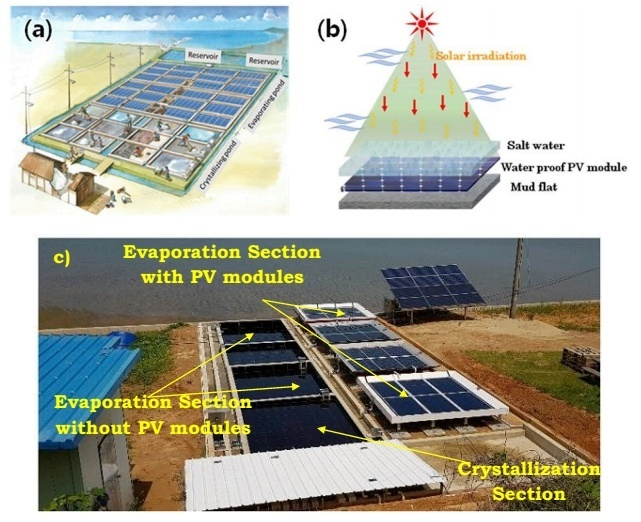 (a)
Reservoir
Reservoir
Evaporating pond
Crystallizing pond
(b)
Solar irradiation
Salt water
Water proof PV module
Mud flat
c)
Evaporation Section
with PV modules
Evaporation Section
without PV modules
Crystallization
Section